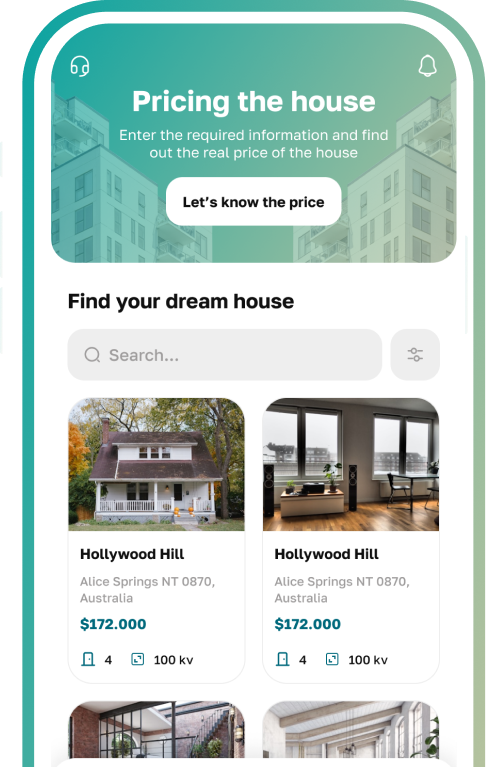 Pricing the house
Enter the required information and find
out the real price of the house
Let’s know the price
Find your dream house
Search...
Hollywood Hill
Alice Springs NT 0870,
Australia
$172.000
4 100 kv
Hollywood Hill
Alice Springs NT 0870,
Australia
$172.000
4 100 kv